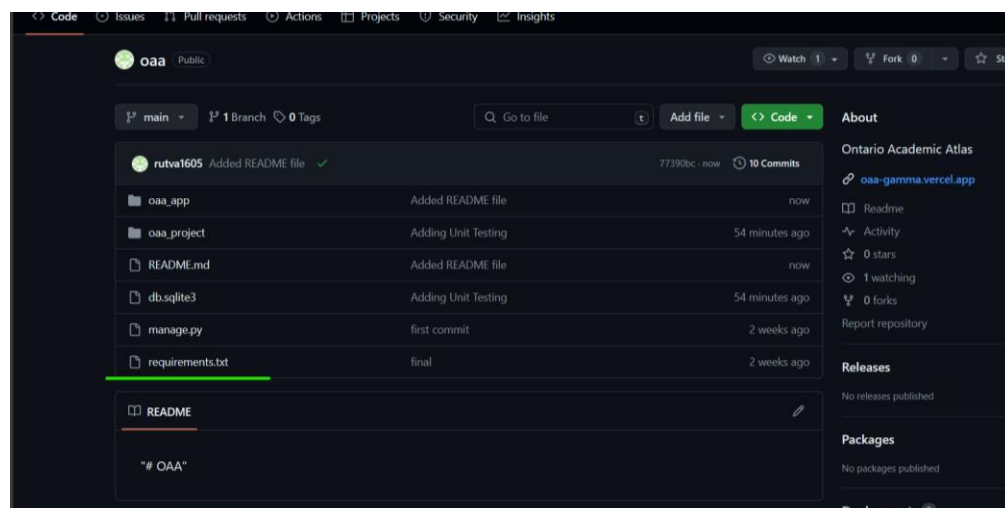 Code Issues Pull requests Actions Projects Security Insights
oaa Public Watch 1 Fork 0
main 1 Branch 0 Tags Go to file t Add file Code
rutva1605 Added README file 77390bc · now 10 Commits
oaa_app Added README file now
oaa_project Adding Unit Testing 54 minutes ago
README.md Added README file now
db.sqlite3 Adding Unit Testing 54 minutes ago
manage.py first commit 2 weeks ago
requirements.txt final 2 weeks ago
README
"# OAA"
About
Ontario Academic Atlas
oaa-gamma.vercel.app
Readme
Activity
0 stars
1 watching
0 forks
Report repository
Releases
No releases published
Packages
No packages published